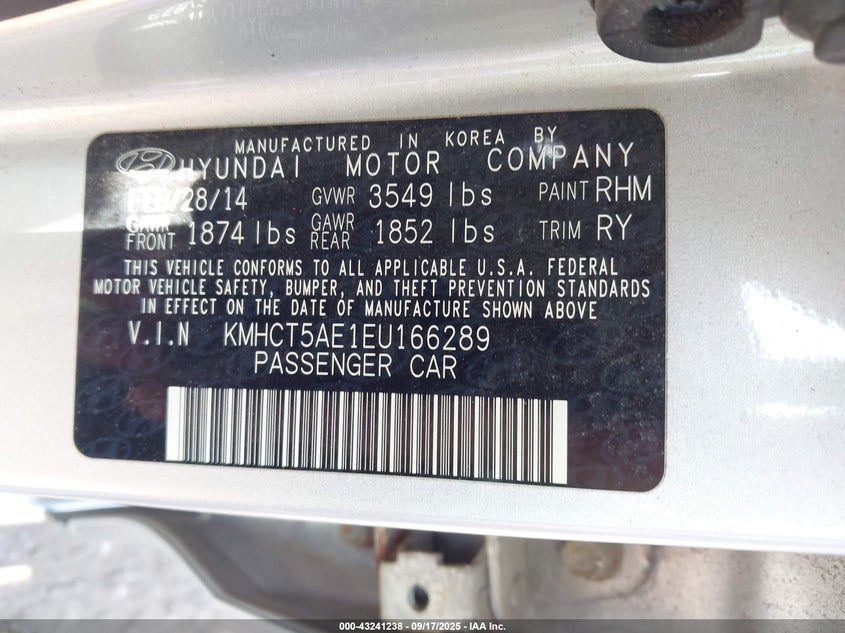 MANUFACTURED IN KOREA BY
HYUNDAI MOTOR COMPANY
FEB/28/14 GVWR 3549 lbs PAINT RHM
GAWR FRONT 1874 lbs GAWR REAR 1852 lbs TRIM RY
THIS VEHICLE CONFORMS TO ALL APPLICABLE U.S.A. FEDERAL
MOTOR VEHICLE SAFETY, BUMPER, AND THEFT PREVENTION STANDARDS
IN EFFECT ON THE DATE OF MANUFACTURE SHOWN ABOVE
V.I.N KMHCT5AE1EU166289
PASSENGER CAR
000-43241238 - 09/17/2025 - IAA Inc.